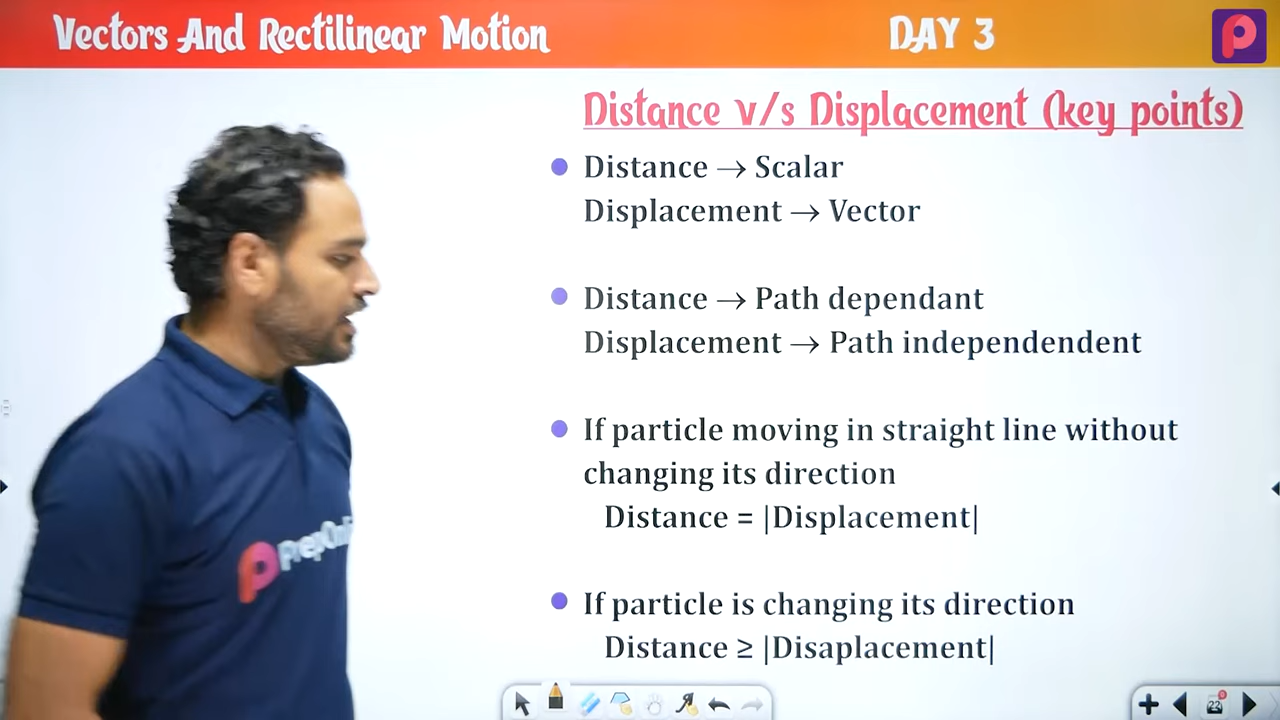 Vectors And Rectilinear Motion
DAY 3
Distance v/s Displacement (key points)
Distance → Scalar
Displacement → Vector
Distance → Path dependant
Displacement → Path independendent
If particle moving in straight line without
changing its direction
Distance = |Displacement|
If particle is changing its direction
Distance ≥ |Disaplacement|
PrepOnli
22